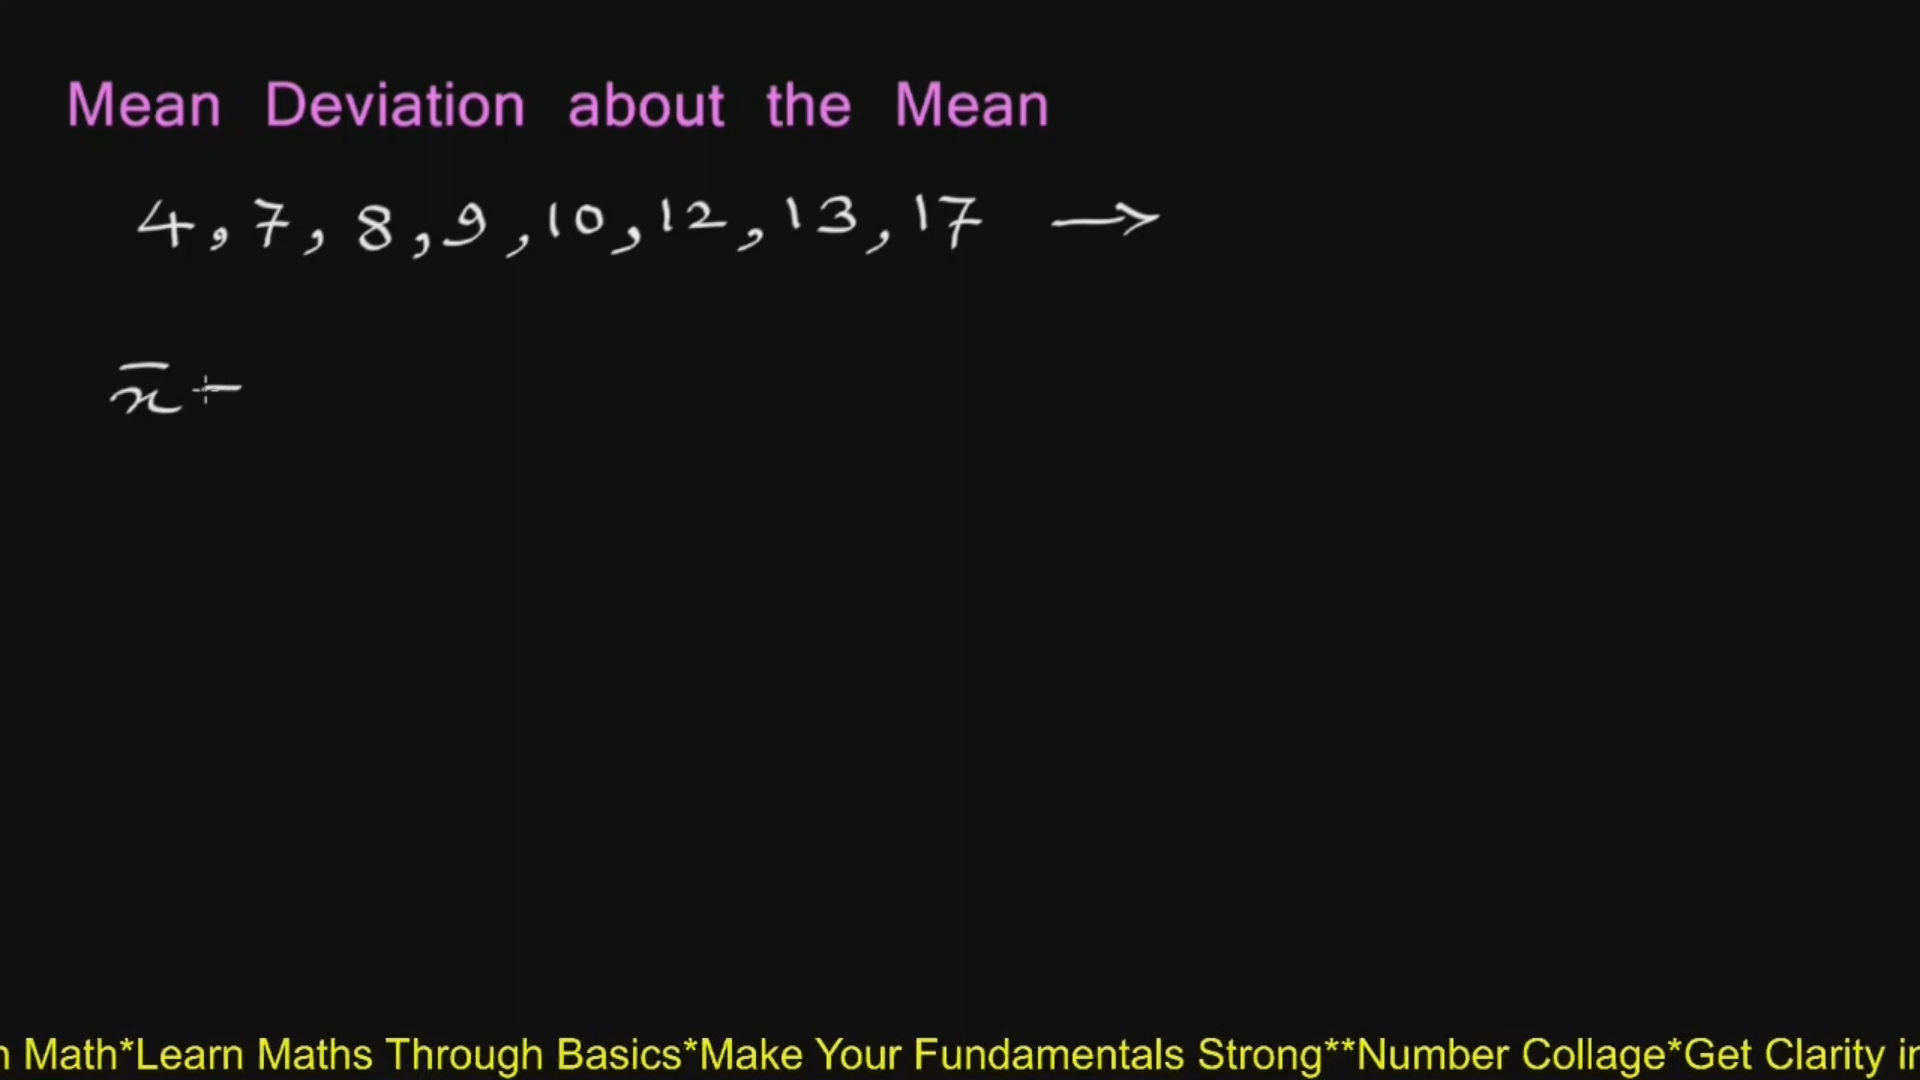 Mean Deviation about the Mean
4, 7, 8, 9, 10, 12, 13, 17 →
x̄ -
n Math*Learn Maths Through Basics*Make Your Fundamentals Strong**Number Collage*Get Clarity in